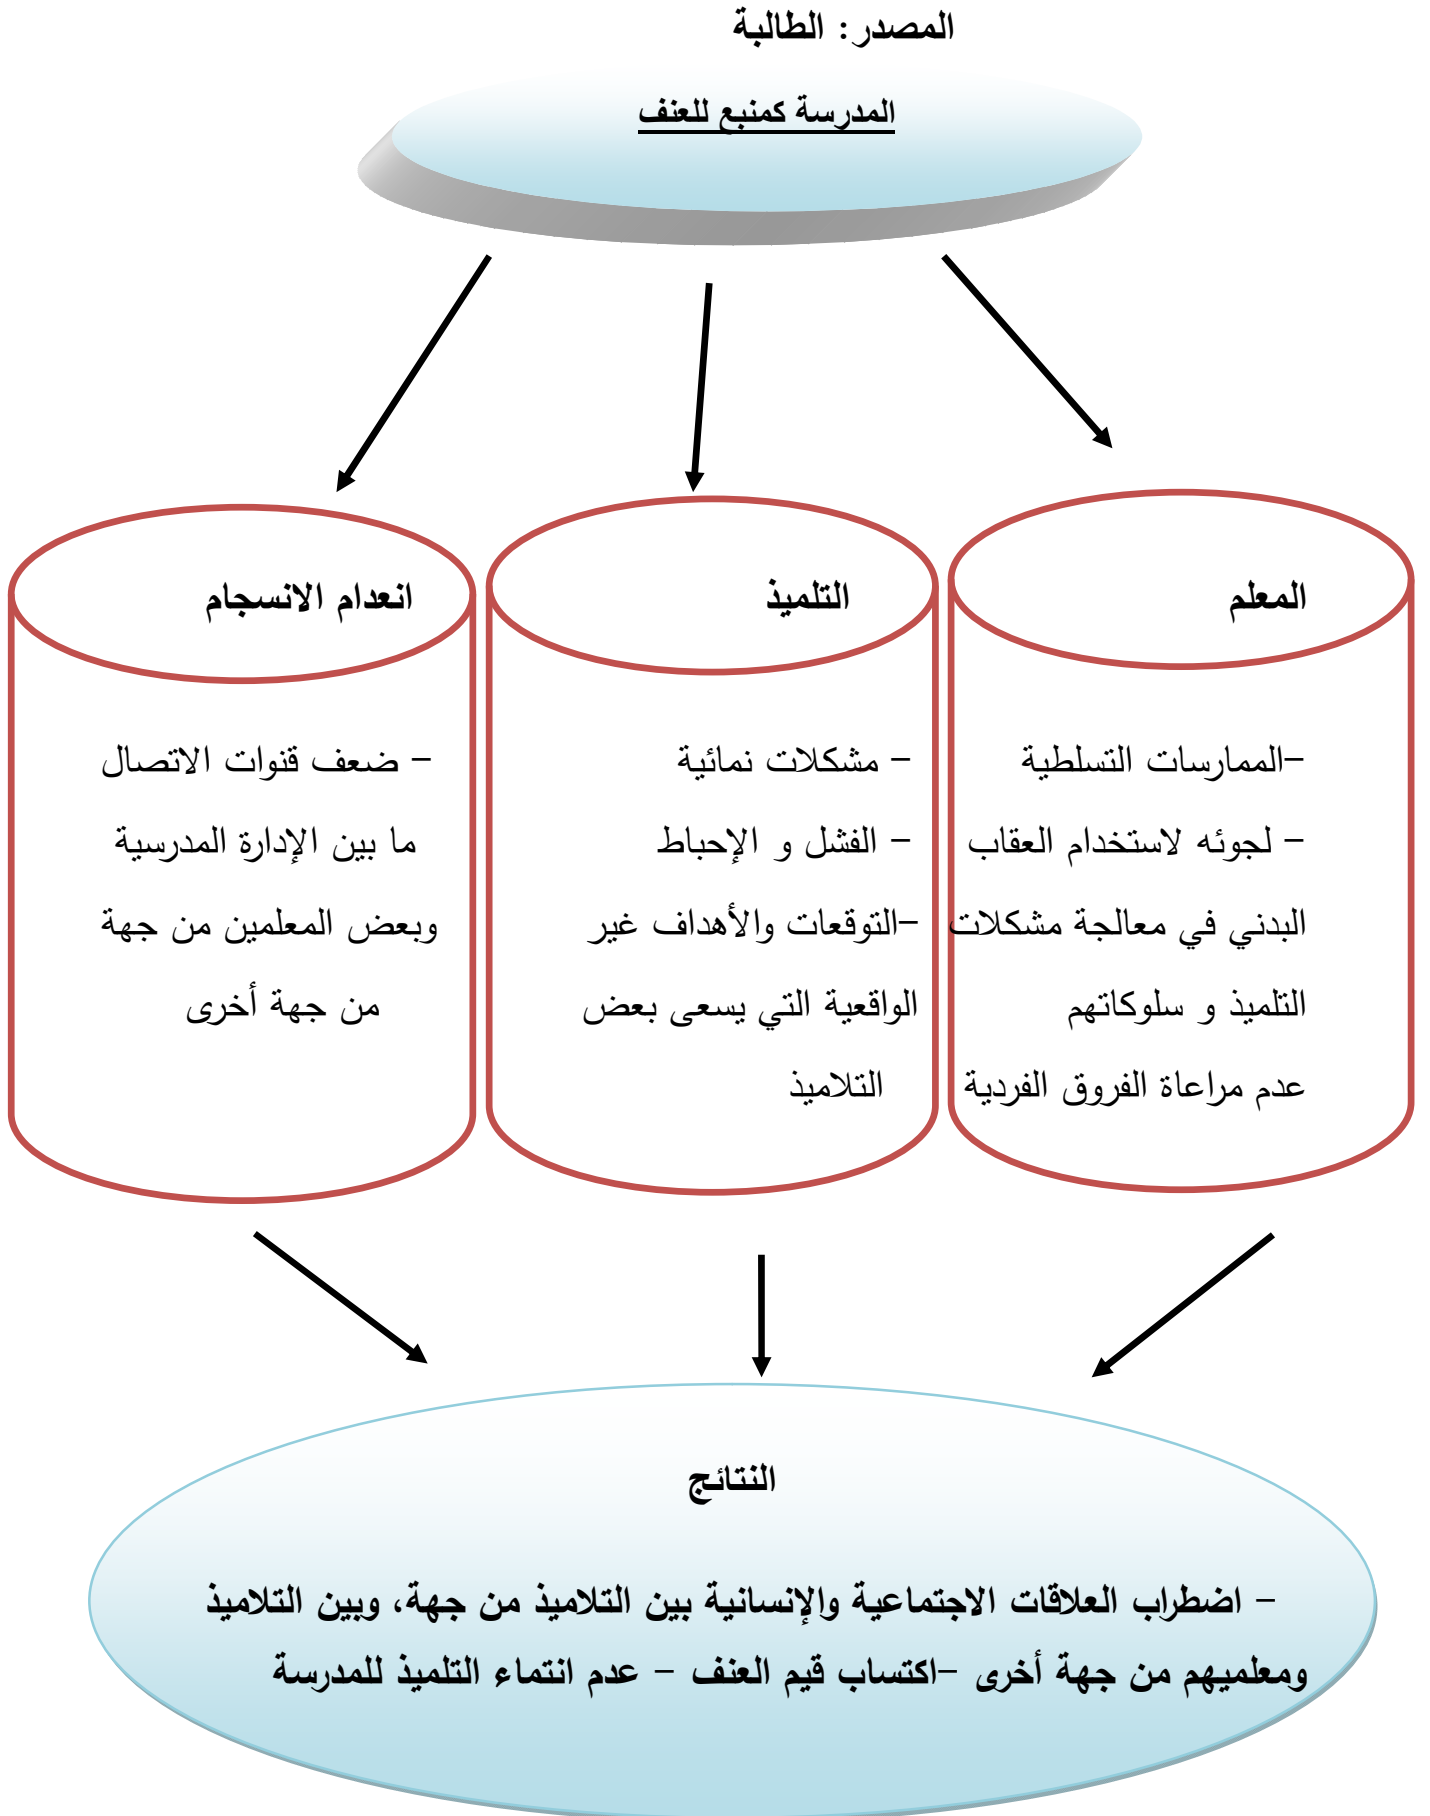 المصدر: الطالبة
المدرسة كمنبع للعنف
المعلم
-الممارسات التسلطية
- لجوئه لاستخدام العقاب
البدني في معالجة مشكلات
التلميذ و سلوكاتهم
عدم مراعاة الفروق الفردية
التلميذ
- مشكلات نمائية
- الفشل و الإحباط
-التوقعات والأهداف غير
الواقعية التي يسعى بعض
التلاميذ
انعدام الانسجام
- ضعف قنوات الاتصال
ما بين الإدارة المدرسية
وبعض المعلمين من جهة
من جهة أخرى
النتائج
- اضطراب العلاقات الاجتماعية والإنسانية بين التلاميذ من جهة، وبين التلاميذ
ومعلميهم من جهة أخرى -اكتساب قيم العنف - عدم انتماء التلميذ للمدرسة